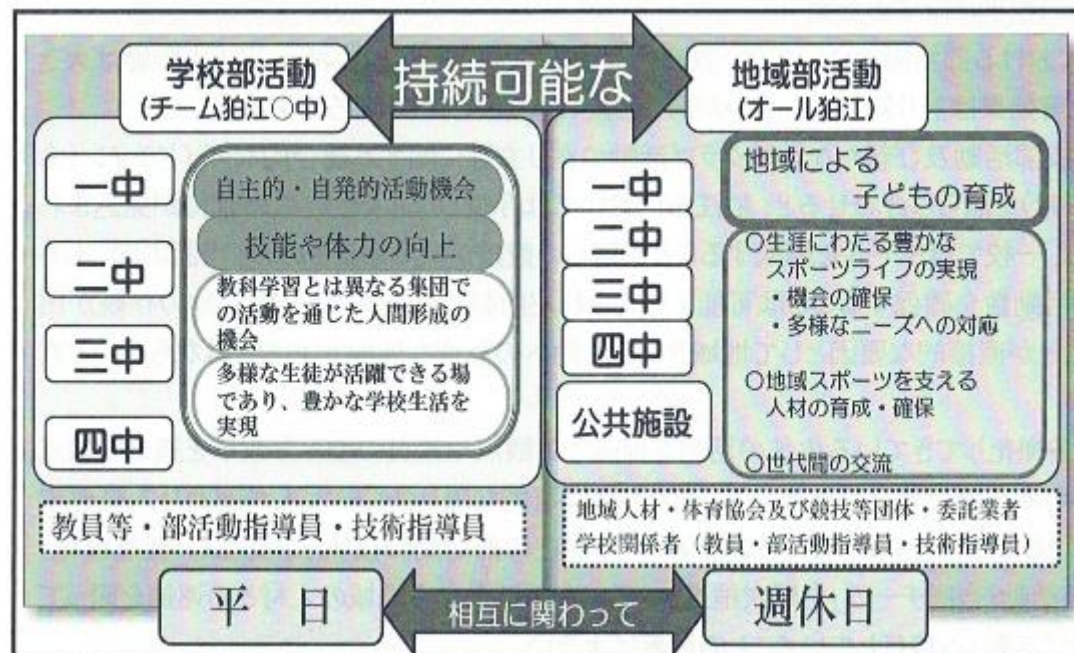 持続可能な
学校部活動
(チーム狛江○中)
一中
二中
三中
四中
自主的・自発的活動機会
技能や体力の向上
教科学習とは異なる集団で
の活動を通じた人間形成の
機会
多様な生徒が活躍できる場
であり、豊かな学校生活を
実現
教員等・部活動指導員・技術指導員
平 日
地域部活動
(オール狛江)
一中
二中
三中
四中
公共施設
地域による
子どもの育成
○生涯にわたる豊かな
スポーツライフの実現
・機会の確保
・多様なニーズへの対応
○地域スポーツを支える
人材の育成・確保
○世代間の交流
地域人材・体育協会及び競技等団体・委託業者
学校関係者（教員・部活動指導員・技術指導員）
週休日
相互に関わって